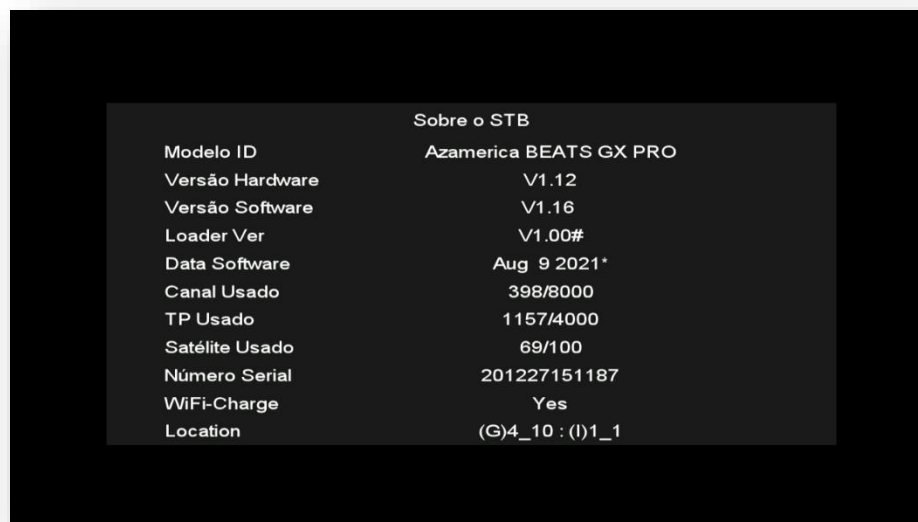 Sobre o STB
Modelo ID Azamerica BEATS GX PRO
Versão Hardware V1.12
Versão Software V1.16
Loader Ver V1.00#
Data Software Aug 9 2021*
Canal Usado 398/8000
TP Usado 1157/4000
Satélite Usado 69/100
Número Serial 201227151187
WiFi-Charge Yes
Location (G)4_10 : (I)1_1